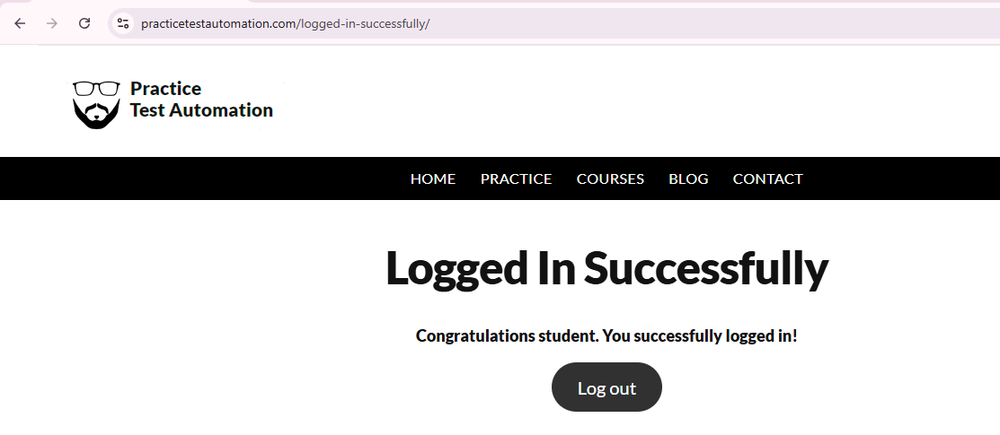 practicetestautomation.com/logged-in-successfully/
Practice
Test Automation
HOME PRACTICE COURSES BLOG CONTACT
Logged In Successfully
Congratulations student. You successfully logged in!
Log out